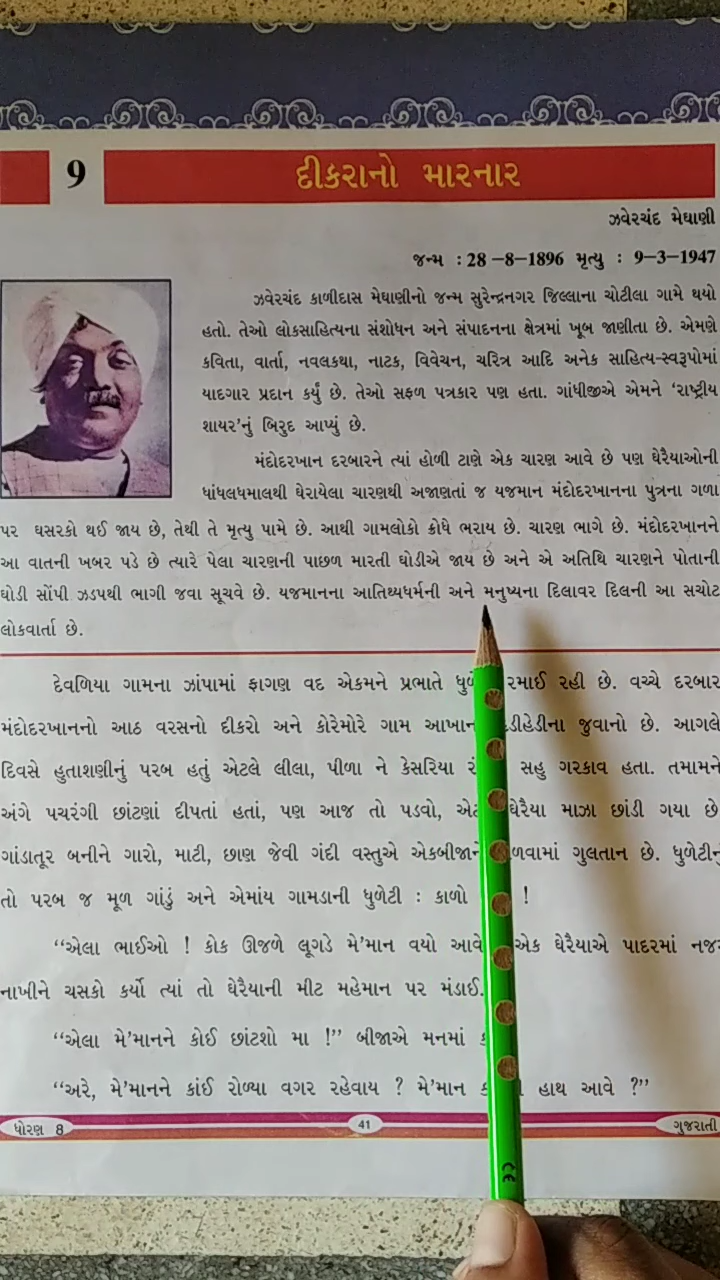 9 દીકરાનો મારનાર
ઝવેરચંદ મેઘાણી
જન્મ : 28 –8–1896 મૃત્યુ : 9–3–1947
ઝવેરચંદ કાળીદાસ મેઘાણીનો જન્મ સુરેન્દ્રનગર જિલ્લાના ચોટીલા ગામે થયો
હતો. તેઓ લોકસાહિત્યના સંશોધન અને સંપાદનના ક્ષેત્રમાં ખૂબ જાણીતા છે. એમણે
કવિતા, વાર્તા, નવલકથા, નાટક, વિવેચન, ચરિત્ર આદિ અનેક સાહિત્ય-સ્વરૂપોમાં
યાદગાર પ્રદાન કર્યું છે. તેઓ સફળ પત્રકાર પણ હતા. ગાંધીજીએ એમને ‘રાષ્ટ્રીય
શાયર’નું બિરુદ આપ્યું છે.
મંદોદરખાન દરબારને ત્યાં હોળી ટાણે એક ચારણ આવે છે પણ ઘેરૈયાઓની
ધાંધલધમાલથી ઘેરાયેલા ચારણથી અજાણતાં જ યજમાન મંદોદરખાનના પુત્રના ગળા
પર ઘસરકો થઈ જાય છે, તેથી તે મૃત્યુ પામે છે. આથી ગામલોકો ક્રોધે ભરાય છે. ચારણ ભાગે છે. મંદોદરખાનને
આ વાતની ખબર પડે છે ત્યારે પેલા ચારણની પાછળ મારતી ઘોડીએ જાય છે અને એ અતિથિ ચારણને પોતાની
ઘોડી સોંપી ઝડપથી ભાગી જવા સૂચવે છે. યજમાનના આતિથ્યધર્મની અને મનુષ્યના દિલાવર દિલની આ સચોટ
લોકવાર્તા છે.
દેવળિયા ગામના ઝાંપામાં ફાગણ વદ એકમને પ્રભાતે રમાઈ રહી છે. વચ્ચે દરબાર
મંદોદરખાનનો આઠ વરસનો દીકરો અને કોરેમોરે ગામ જુવાનો છે. આગલે
દિવસે હુતાશણીનું પરબ હતું એટલે લીલા, પીળા ને કેસરિયા સહુ ગરકાવ હતા. તમામને
અંગે પચરંગી છાંટણાં દીપતાં હતાં, પણ આજ તો પડવો, ઘેરૈયા માઝા છાંડી ગયા છે
ગાંડાતૂર બનીને ગારો, માટી, છાણ જેવી ગંદી વસ્તુએ ગુલતાન છે. ધુળેટીનું
તો પરબ જ મૂળ ગાંડું અને એમાંય ગામડાની ધુળેટી : કાળો !
“એલા ભાઈઓ ! કોક ઊજળે લૂગડે મે’માન વયો આવે એક ઘેરૈયાએ પાદરમાં નજર
નાખીને ચસકો કર્યો ત્યાં તો ઘેરૈયાની મીટ મહેમાન પર મંડાઈ.
“એલા મે’માનને કોઈ છાંટશો મા !” બીજાએ મનમાં
“અરે, મે’માનને કાંઈ રોળ્યા વગર રહેવાય ? મે’માન હાથ આવે ?”
ધોરણ 8 41 ગુજરાતી
CE